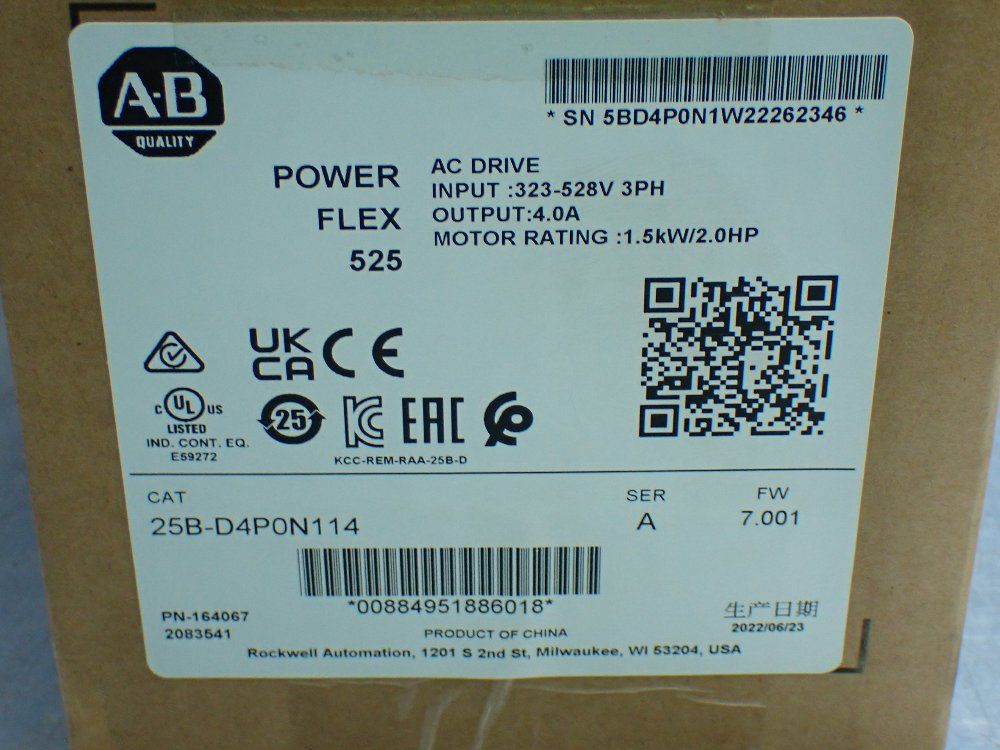 A-B
QUALITY
* SN 5BD4P0N1W22262346 *
POWER
FLEX
525
AC DRIVE
INPUT :323-528V 3PH
OUTPUT:4.0A
MOTOR RATING :1.5kW/2.0HP
UK
CA
CE
C UL US
LISTED
IND. CONT. EQ.
E59272
25
KC
EAC
KCC-REM-RAA-25B-D
CAT
25B-D4P0N114
SER
A
FW
7.001
*00884951886018*
PN-164067
2083541
PRODUCT OF CHINA
生产日期
2022/06/23
Rockwell Automation, 1201 S 2nd St, Milwaukee, WI 53204, USA